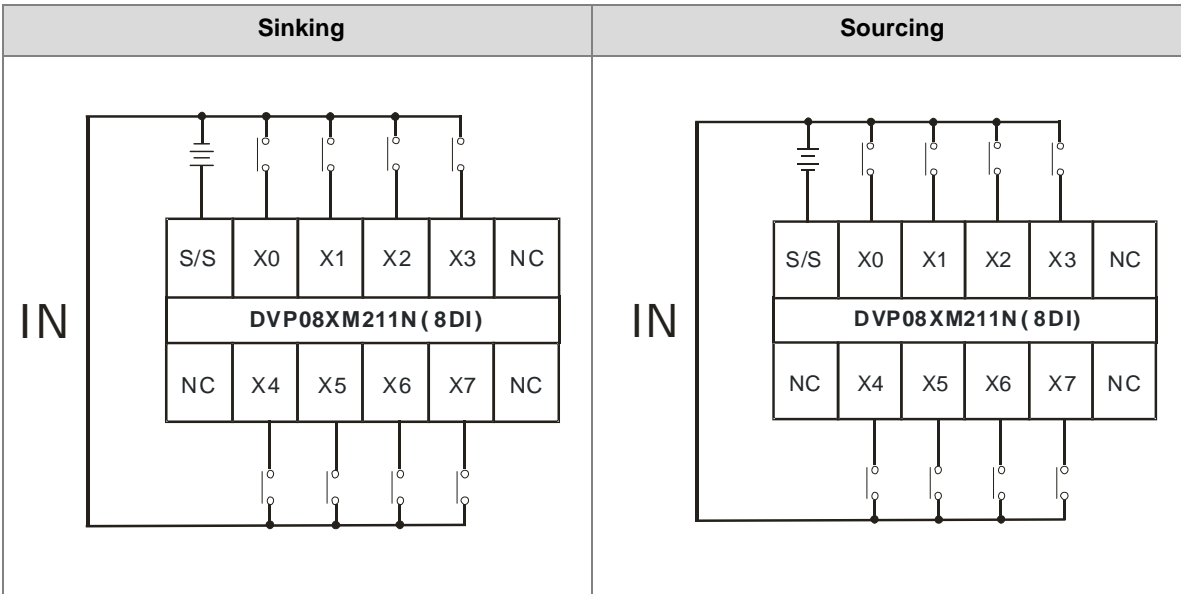 Sinking Sourcing
S/S X0 X1 X2 X3 NC
IN DVP08XM211N(8DI)
NC X4 X5 X6 X7 NC
S/S X0 X1 X2 X3 NC
IN DVP08XM211N(8DI)
NC X4 X5 X6 X7 NC